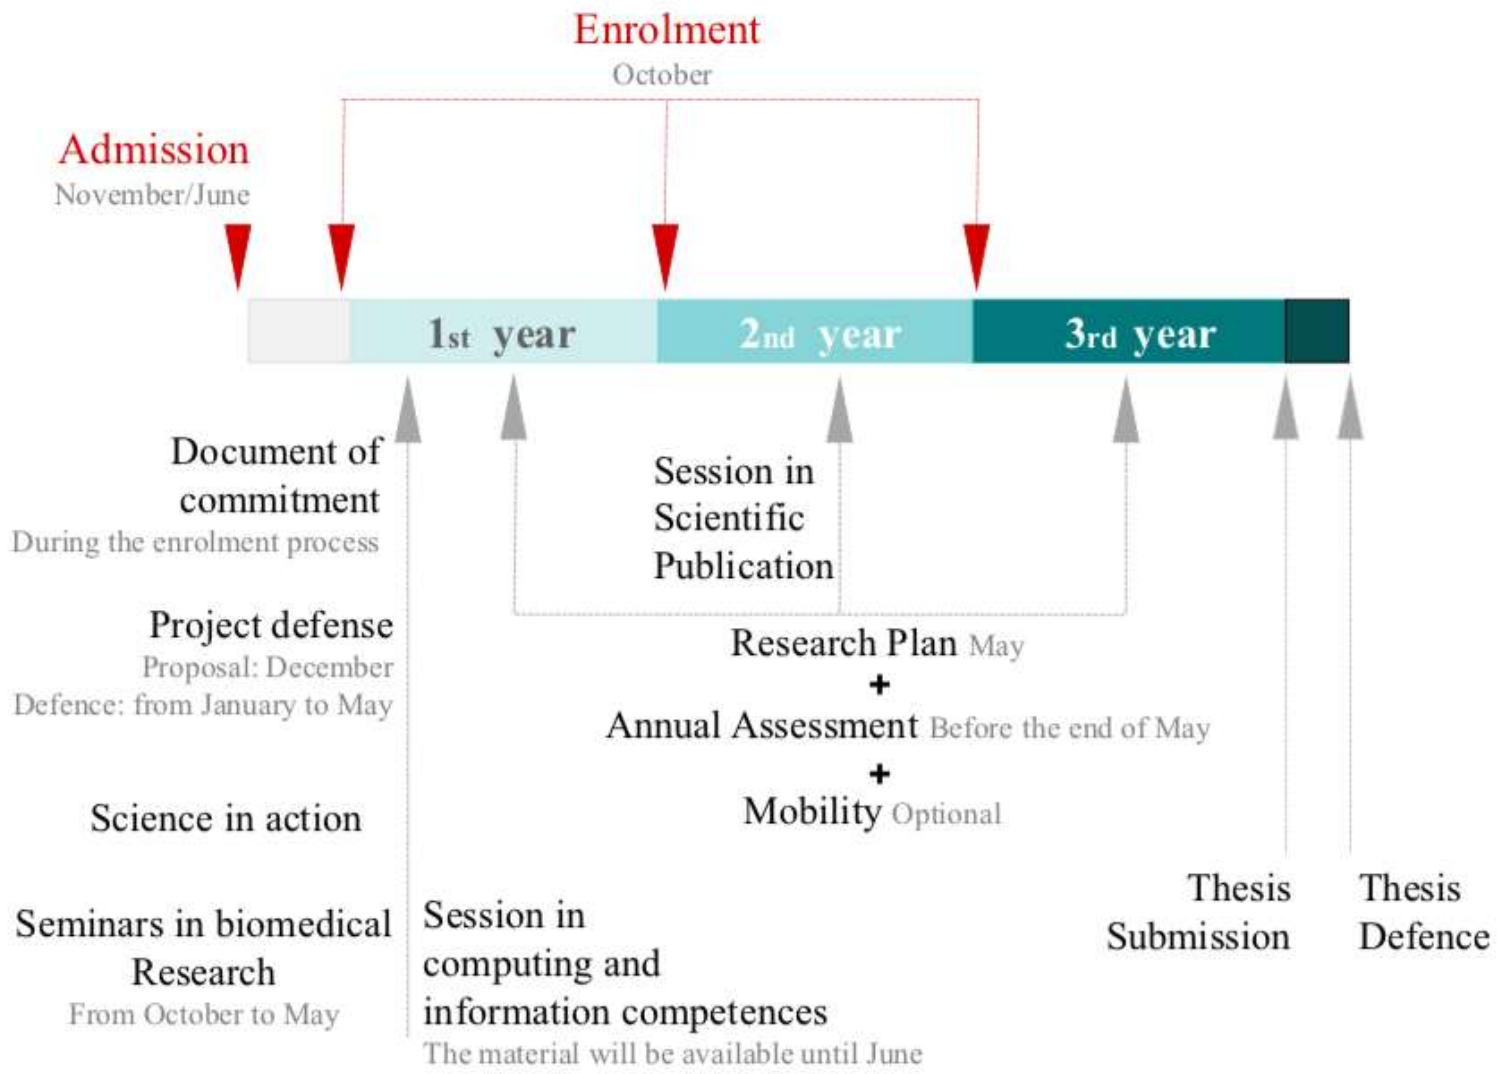 Enrolment
October
Admission
November/June
1st year
2nd year
3rd year
Document of
commitment
During the enrolment process
Project defense
Proposal: December
Defence: from January to May
Science in action
Seminars in biomedical
Research
From October to May
Session in
computing and
information competences
The material will be available until June
Session in
Scientific
Publication
Research Plan May
+
Annual Assessment Before the end of May
+
Mobility Optional
Thesis
Submission
Thesis
Defence